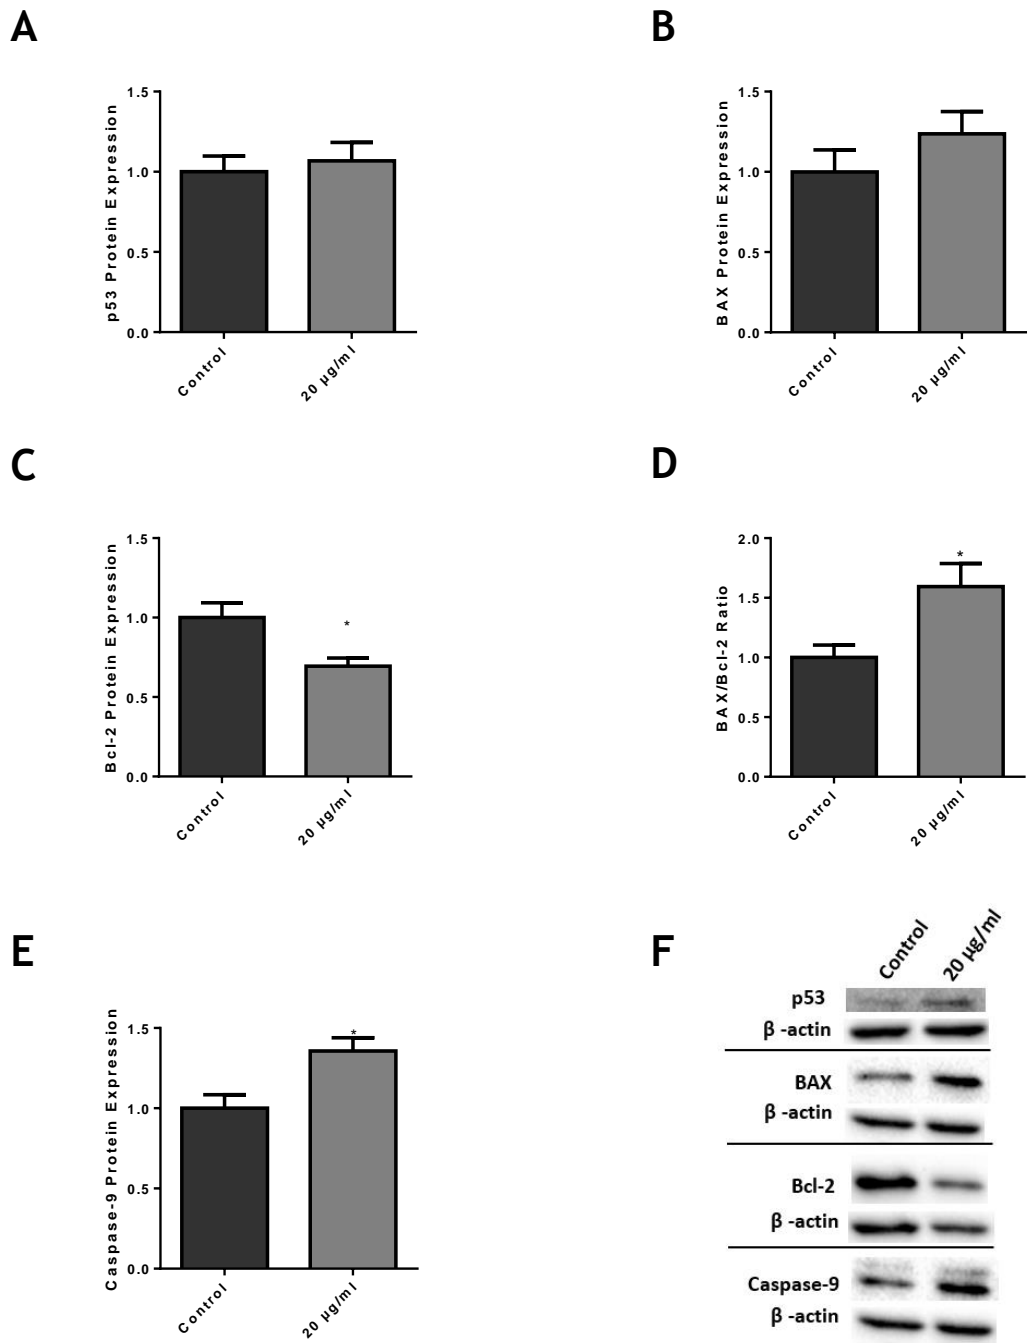 A
B
p53 Protein Expression
1.5
1.0
0.5
0.0
Control
20 µg/ml
BAX Protein Expression
1.5
1.0
0.5
0.0
Control
20 µg/ml
C
D
Bcl-2 Protein Expression
1.5
1.0
0.5
0.0
*
Control
20 µg/ml
BAX/Bcl-2 Ratio
2.0
1.5
1.0
0.5
0.0
*
Control
20 µg/ml
E
F
Caspase-9 Protein Expression
1.5
1.0
0.5
0.0
*
Control
20 µg/ml
Control
20 µg/ml
p53
β -actin
BAX
β -actin
Bcl-2
β -actin
Caspase-9
β -actin